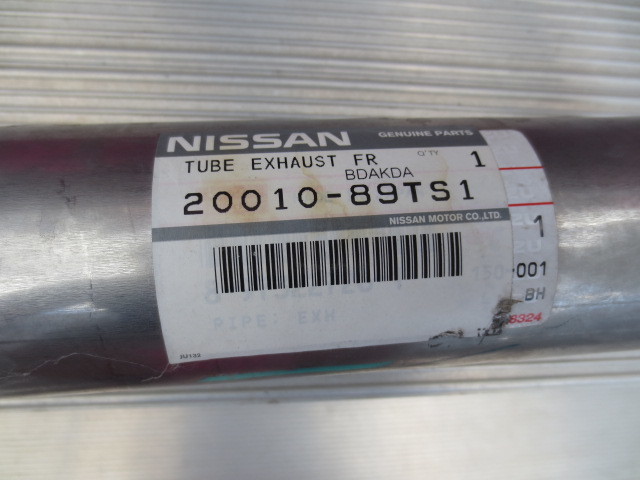 NISSAN GENUINE PARTS
TUBE EXHAUST FR Q'TY 1
BDAKDA
20010-89TS1
NISSAN MOTOR CO.,LTD.
1
-001
PIPE: EXH
BH
8324